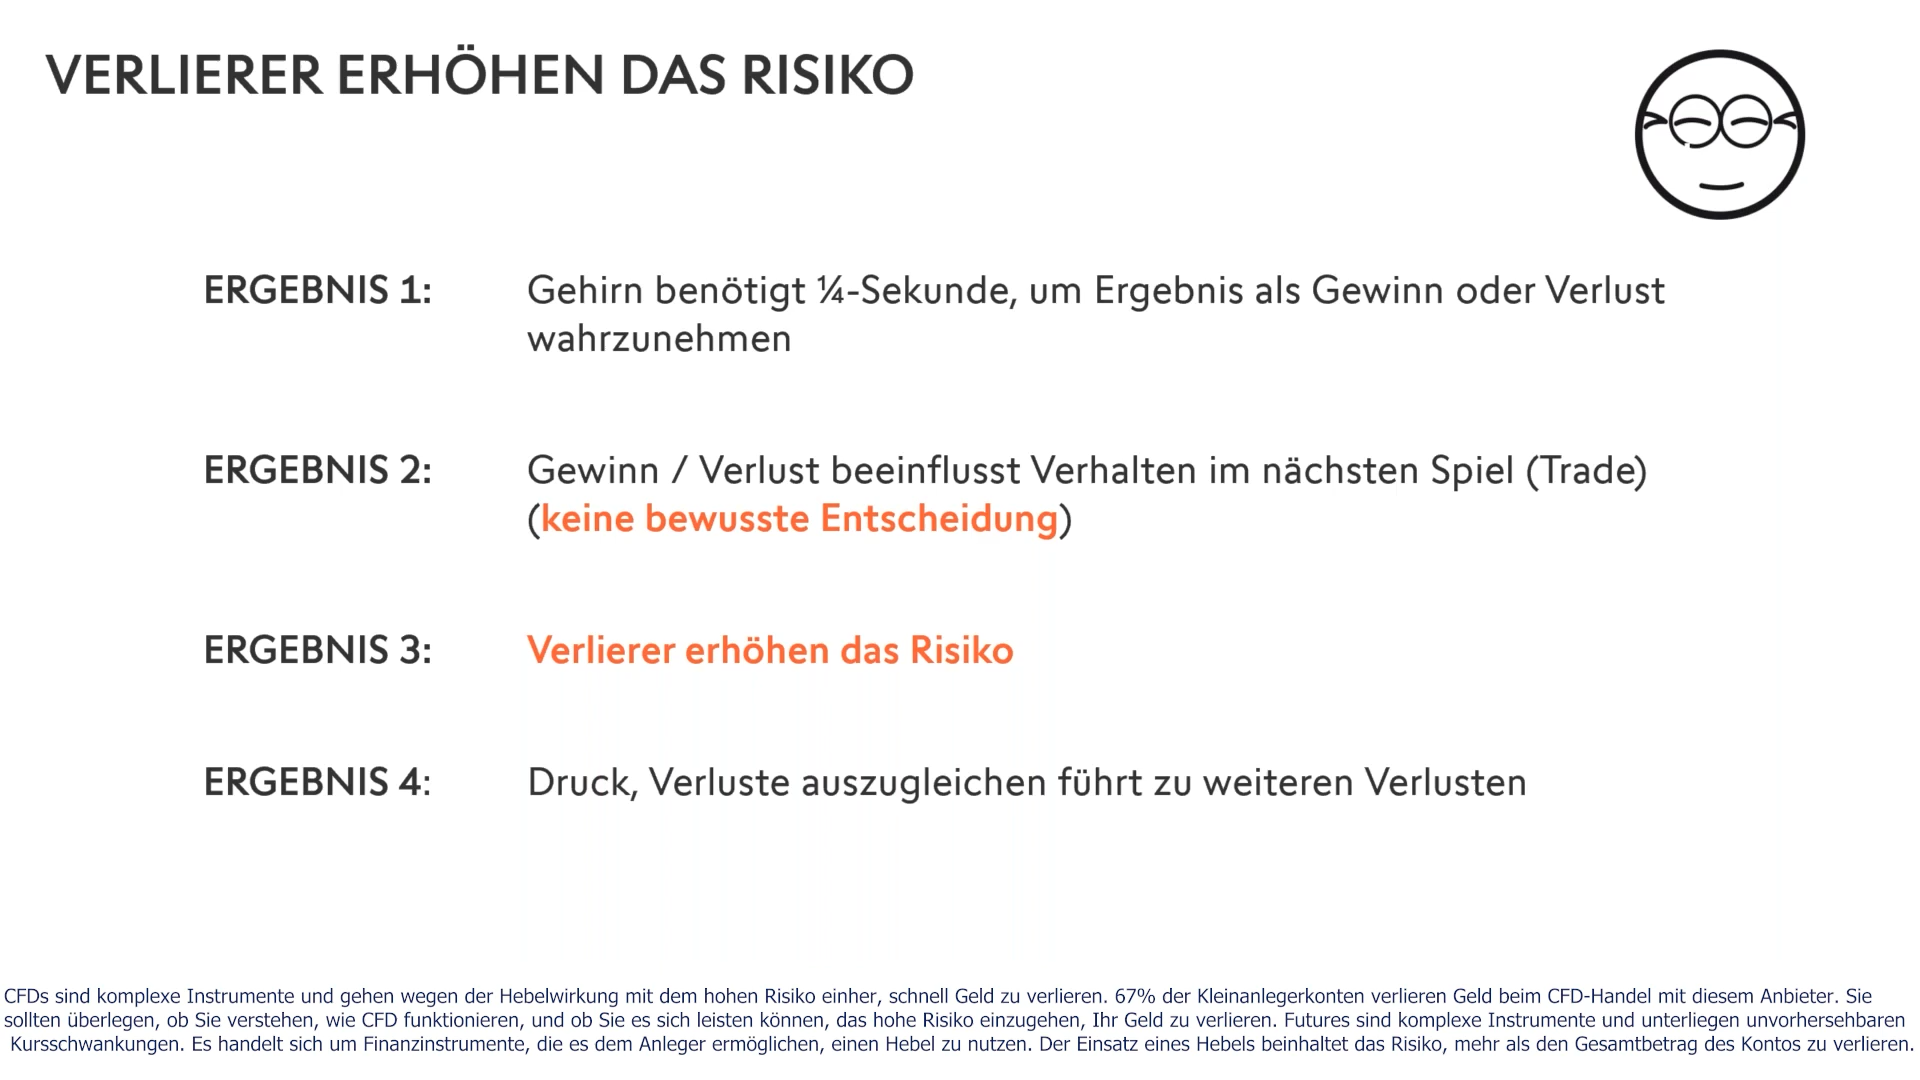 VERLIERER ERHÖHEN DAS RISIKO
ERGEBNIS 1: Gehirn benötigt ¼-Sekunde, um Ergebnis als Gewinn oder Verlust
wahrzunehmen
ERGEBNIS 2: Gewinn / Verlust beeinflusst Verhalten im nächsten Spiel (Trade)
(keine bewusste Entscheidung)
ERGEBNIS 3: Verlierer erhöhen das Risiko
ERGEBNIS 4: Druck, Verluste auszugleichen führt zu weiteren Verlusten
CFDs sind komplexe Instrumente und gehen wegen der Hebelwirkung mit dem hohen Risiko einher, schnell Geld zu verlieren. 67% der Kleinanlegerkonten verlieren Geld beim CFD-Handel mit diesem Anbieter. Sie
sollten überlegen, ob Sie verstehen, wie CFD funktionieren, und ob Sie es sich leisten können, das hohe Risiko einzugehen, Ihr Geld zu verlieren. Futures sind komplexe Instrumente und unterliegen unvorhersehbaren
Kursschwankungen. Es handelt sich um Finanzinstrumente, die es dem Anleger ermöglichen, einen Hebel zu nutzen. Der Einsatz eines Hebels beinhaltet das Risiko, mehr als den Gesamtbetrag des Kontos zu verlieren.